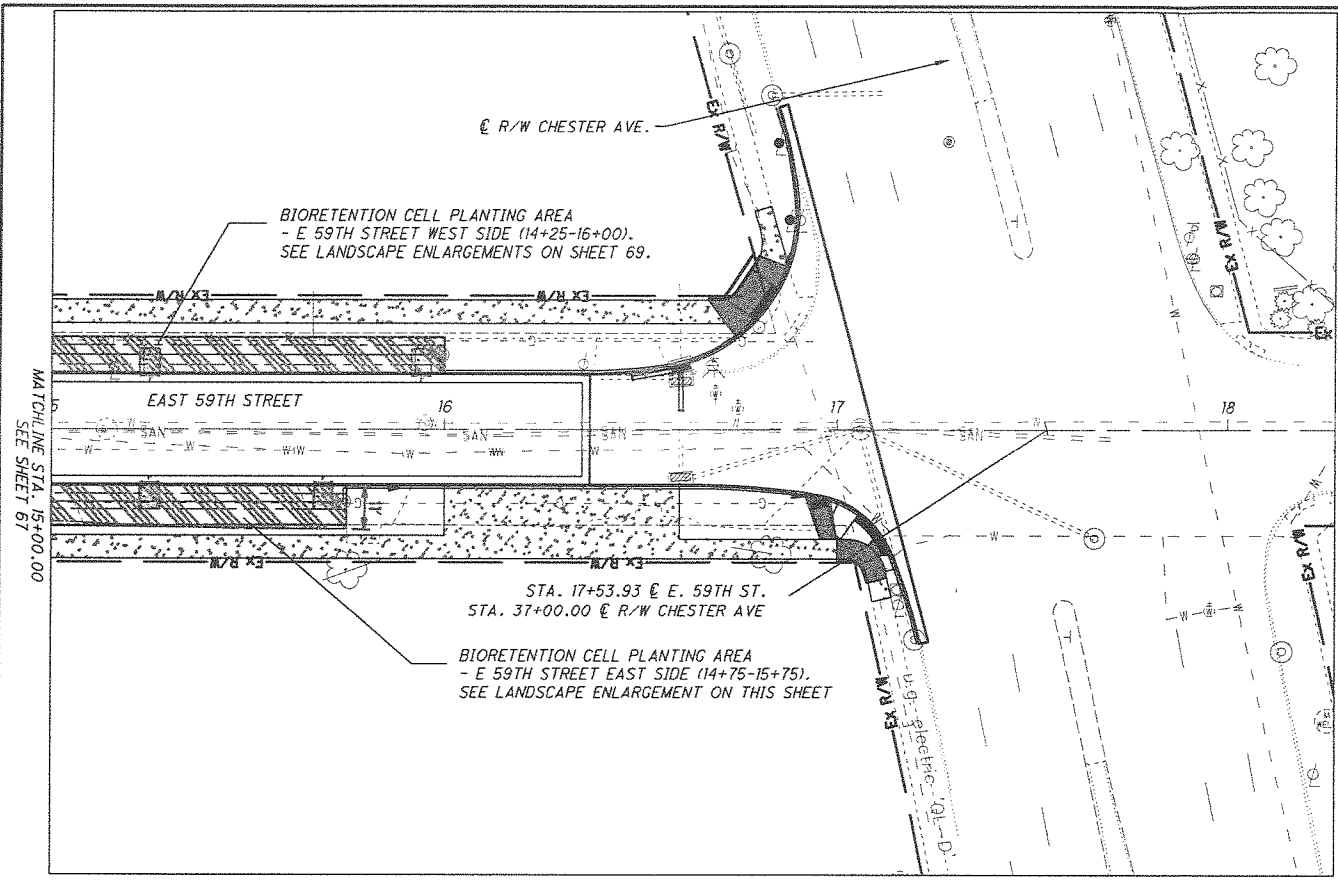 ℄ R/W CHESTER AVE.
Ex R/W
BIORETENTION CELL PLANTING AREA
- E 59TH STREET WEST SIDE (14+25-16+00).
SEE LANDSCAPE ENLARGEMENTS ON SHEET 69.
Ex R/W
Ex R/W
Ex R/W
Ex
EAST 59TH STREET
5
16
17
18
SAN
SAN
SAN
SAN
MATCHLINE STA. 15+00.00
SEE SHEET 67
Ex R/W
Ex R/W
Ex R/W
Ex R/W
STA. 17+53.93 ℄ E. 59TH ST.
STA. 37+00.00 ℄ R/W CHESTER AVE
BIORETENTION CELL PLANTING AREA
- E 59TH STREET EAST SIDE (14+75-15+75).
SEE LANDSCAPE ENLARGEMENT ON THIS SHEET
u.g. electric 'QL-D'